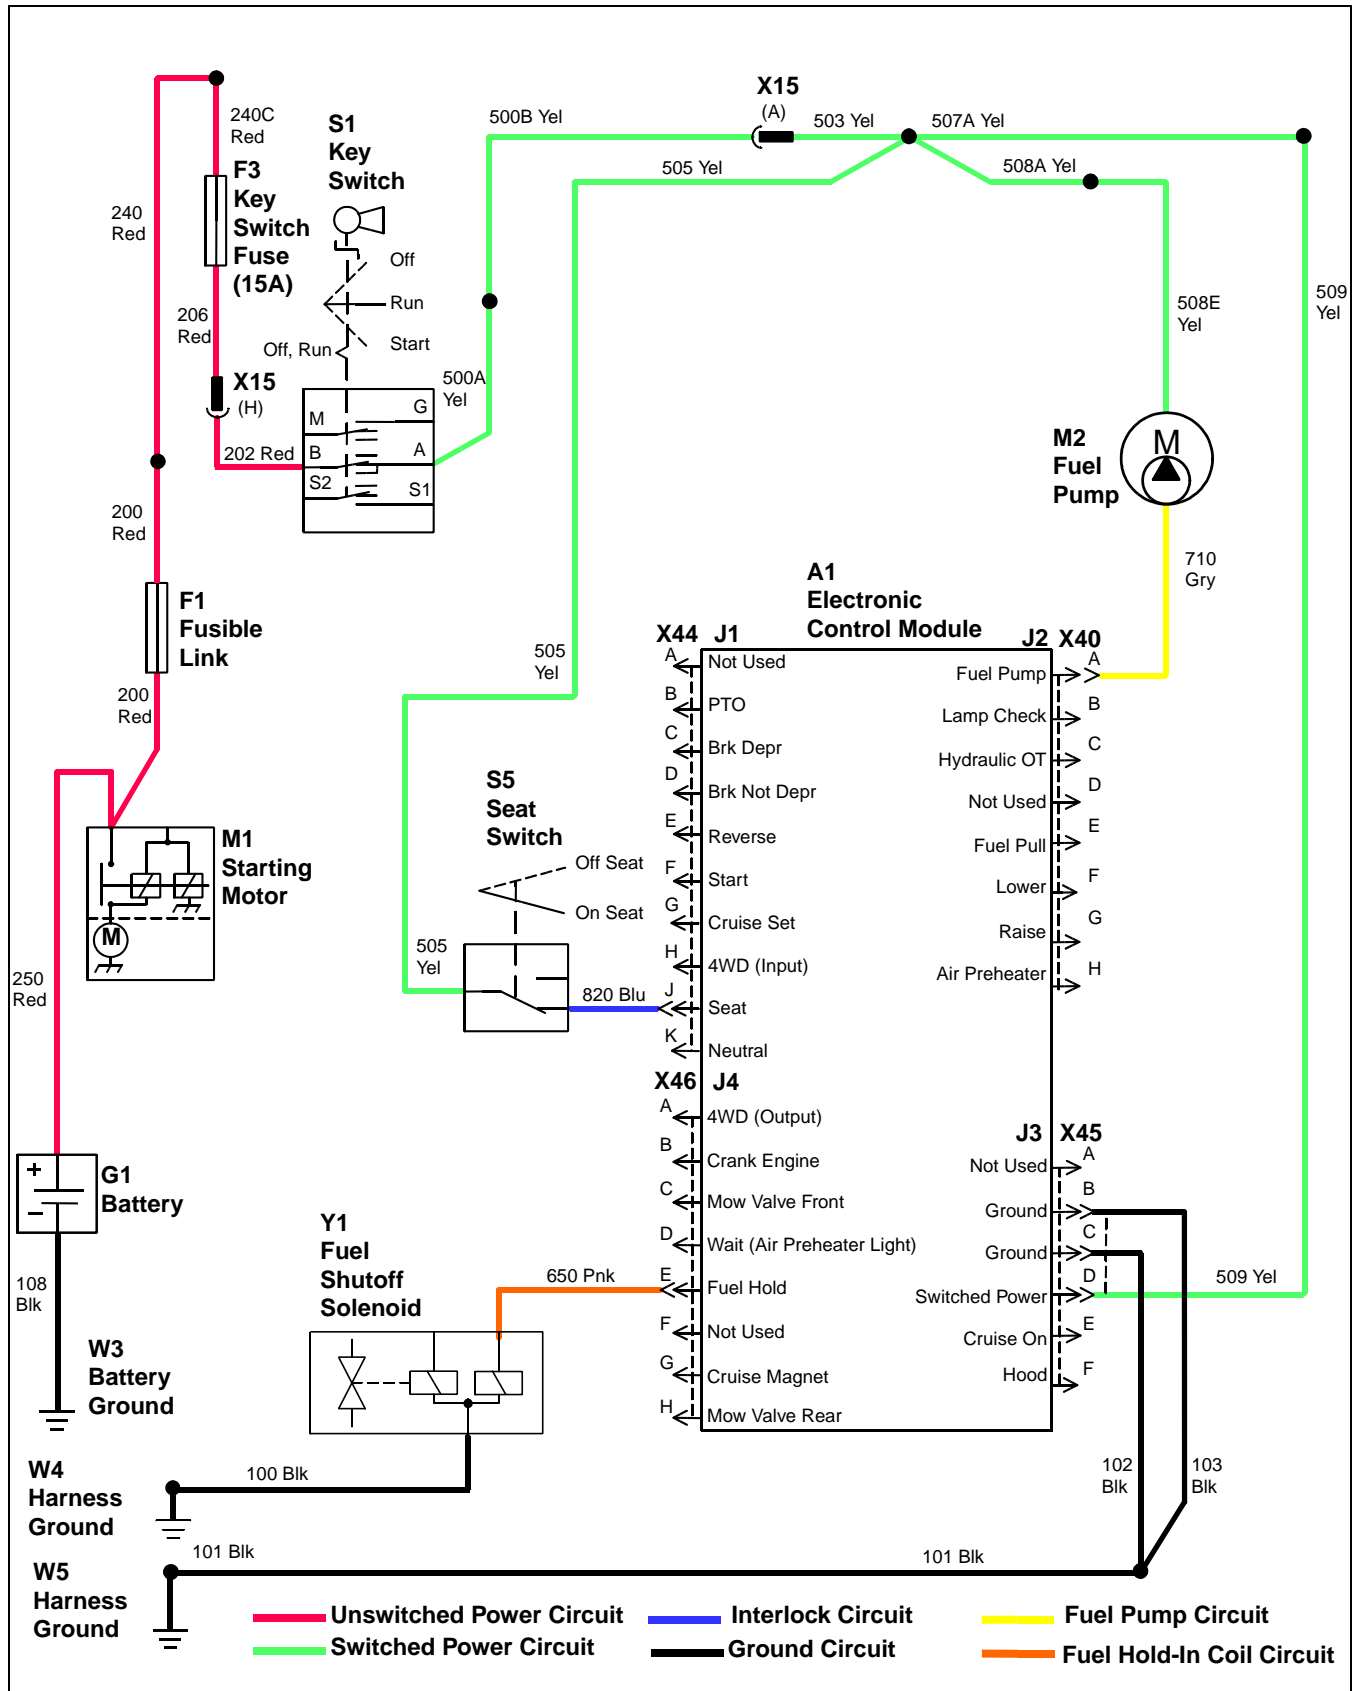 X15
(A)
240C
Red
S1
Key
Switch
500B Yel
503 Yel
507A Yel
F3
Key
Switch
Fuse
(15A)
505 Yel
508A Yel
240
Red
Off
Run
Start
Off, Run
206
Red
508E
Yel
509
Yel
X15
(H)
500A
Yel
M
G
B
A
S2
S1
202 Red
M2
Fuel
Pump
M
200
Red
710
Gry
F1
Fusible
Link
A1
Electronic
Control Module
505
Yel
200
Red
X44
J1
J2
X40
A
Not Used
B
PTO
C
Brk Depr
D
Brk Not Depr
E
Reverse
F
Start
G
Cruise Set
H
4WD (Input)
J
Seat
K
Neutral
Fuel Pump
A
Lamp Check
B
Hydraulic OT
C
Not Used
D
Fuel Pull
E
Lower
F
Raise
G
Air Preheater
H
S5
Seat
Switch
Off Seat
On Seat
M1
Starting
Motor
M
505
Yel
820 Blu
250
Red
X46
J4
A
4WD (Output)
B
Crank Engine
C
Mow Valve Front
D
Wait (Air Preheater Light)
E
Fuel Hold
F
Not Used
G
Cruise Magnet
H
Mow Valve Rear
J3
X45
Not Used
A
Ground
B
Ground
C
Switched Power
D
Cruise On
E
Hood
F
509 Yel
+
−
G1
Battery
Y1
Fuel
Shutoff
Solenoid
650 Pnk
108
Blk
W3
Battery
Ground
W4
Harness
Ground
100 Blk
102
Blk
103
Blk
W5
Harness
Ground
101 Blk
101 Blk
Unswitched Power Circuit
Interlock Circuit
Fuel Pump Circuit
Switched Power Circuit
Ground Circuit
Fuel Hold-In Coil Circuit